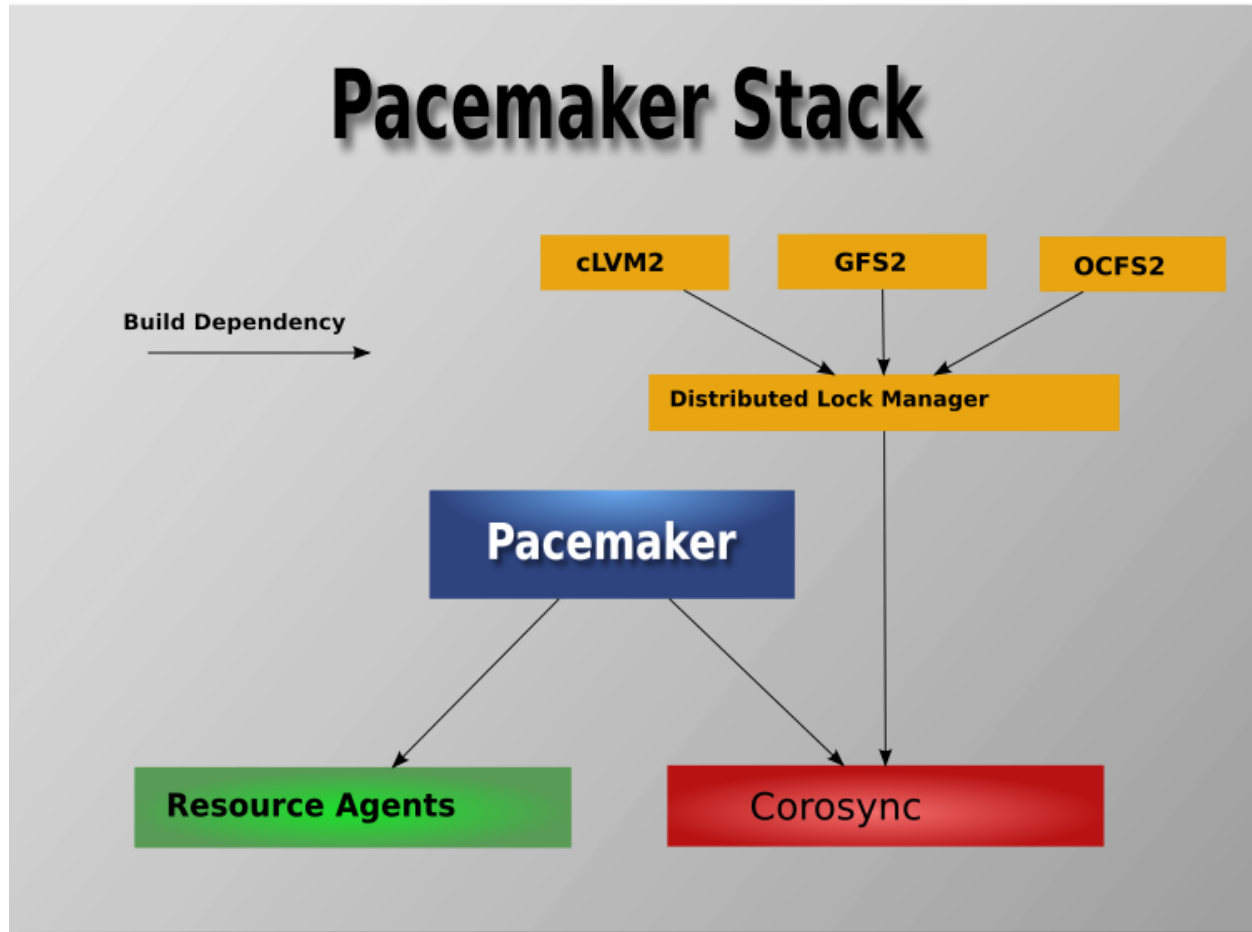 Pacemaker Stack
cLVM2
GFS2
OCFS2
Build Dependency
Distributed Lock Manager
Pacemaker
Resource Agents
Corosync